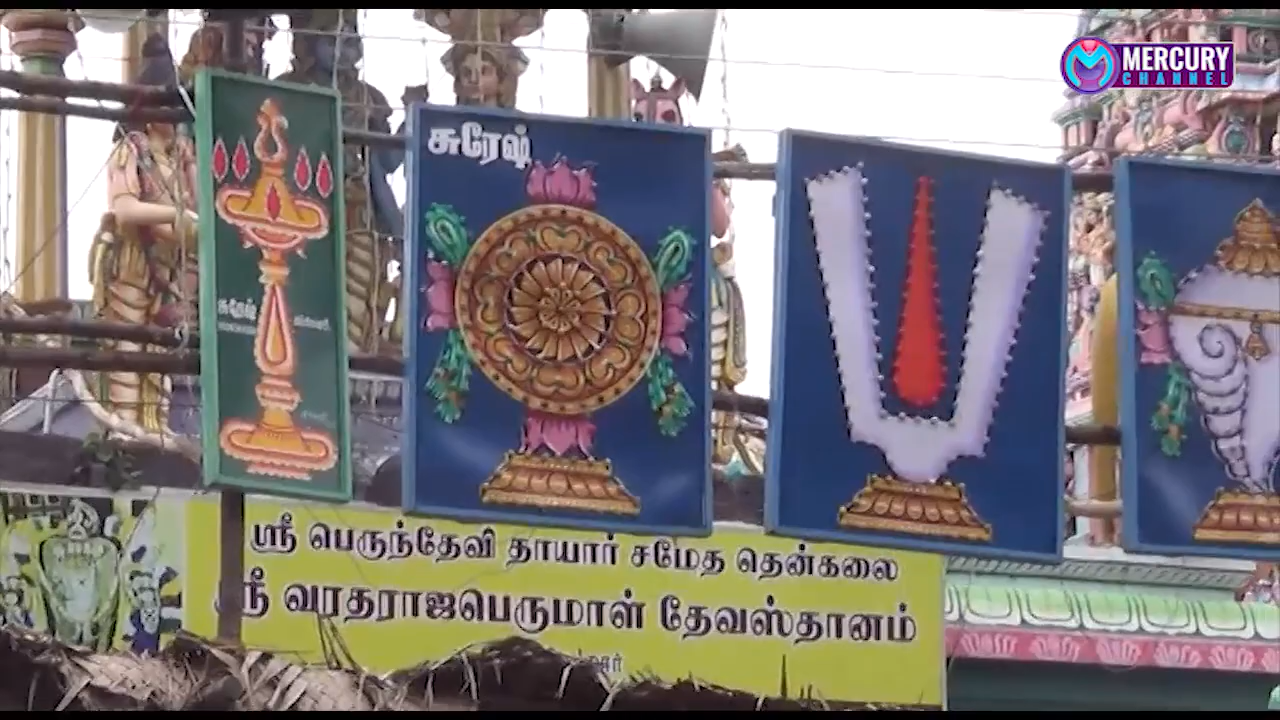 MERCURY
CHANNEL
சுரேஷ்
சுரேஷ்
ஸ்ரீ பெருந்தேவி தாயார் சமேத தென்கலை
ஸ்ரீ வரதராஜபெருமாள் தேவஸ்தானம்